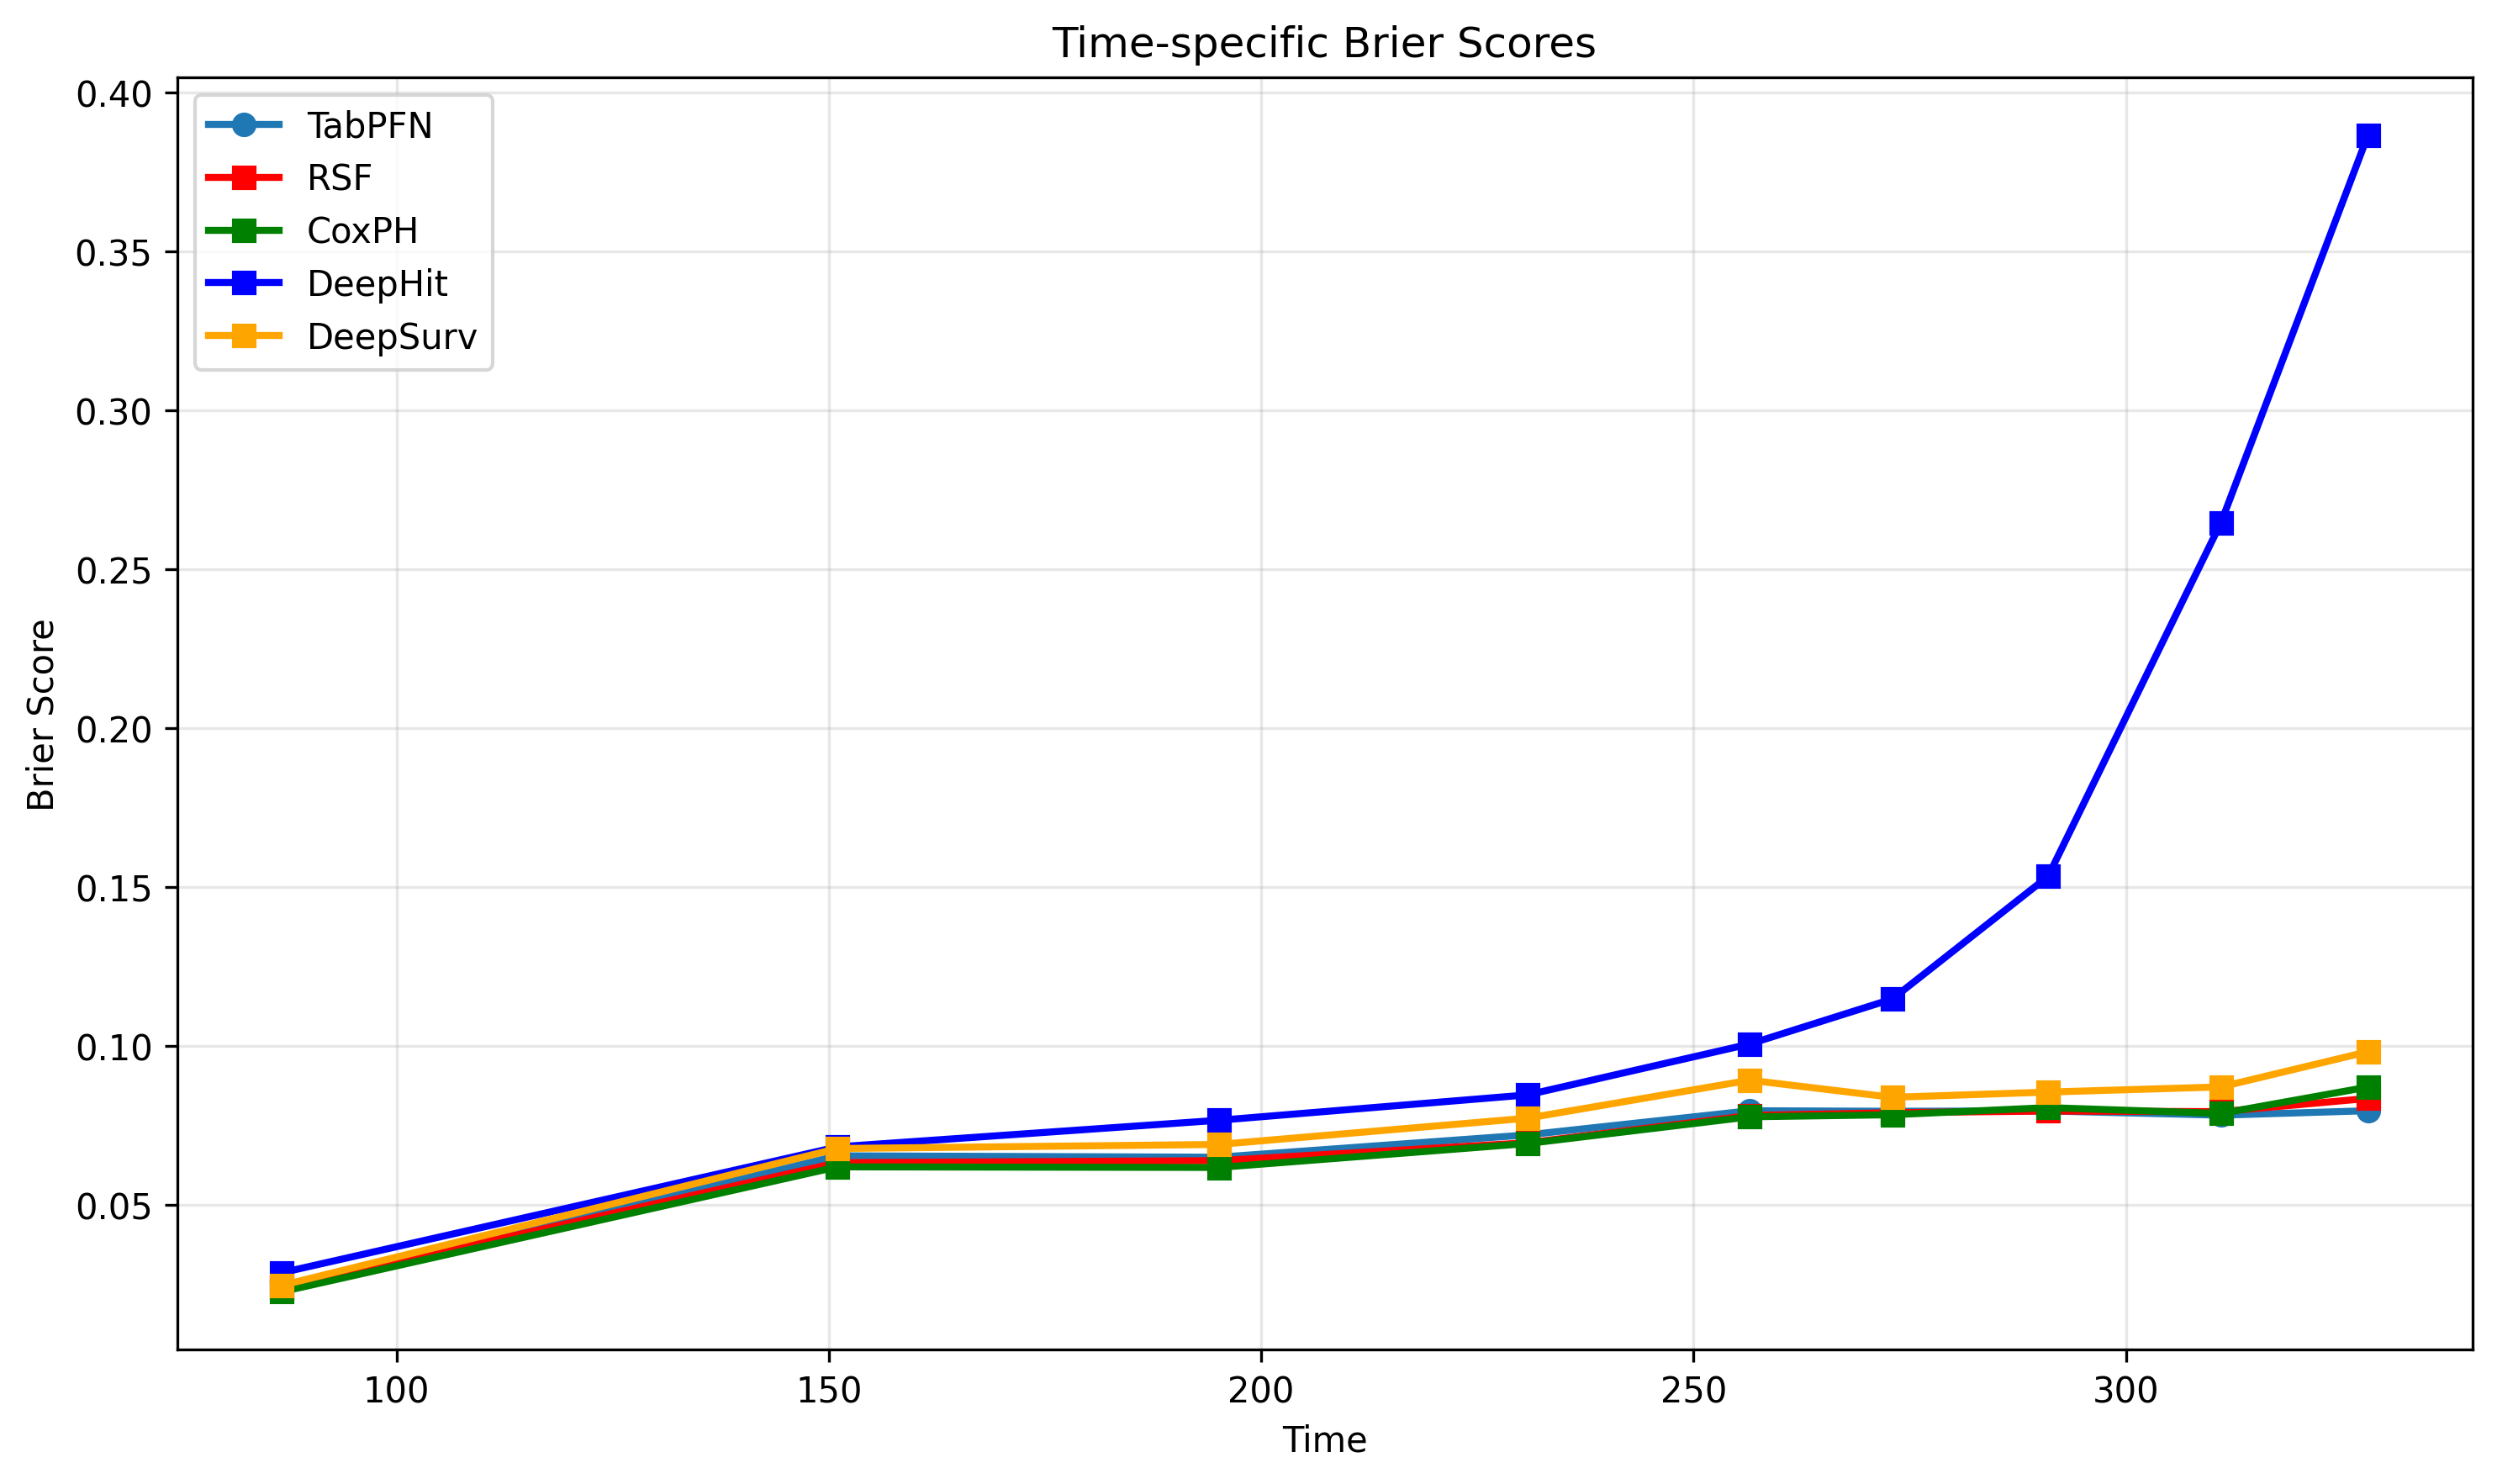 Time-specific Brier Scores
0.40
0.35
0.30
0.25
0.20
0.15
0.10
0.05
Brier Score
TabPFN
RSF
CoxPH
DeepHit
DeepSurv
100
150
200
250
300
Time